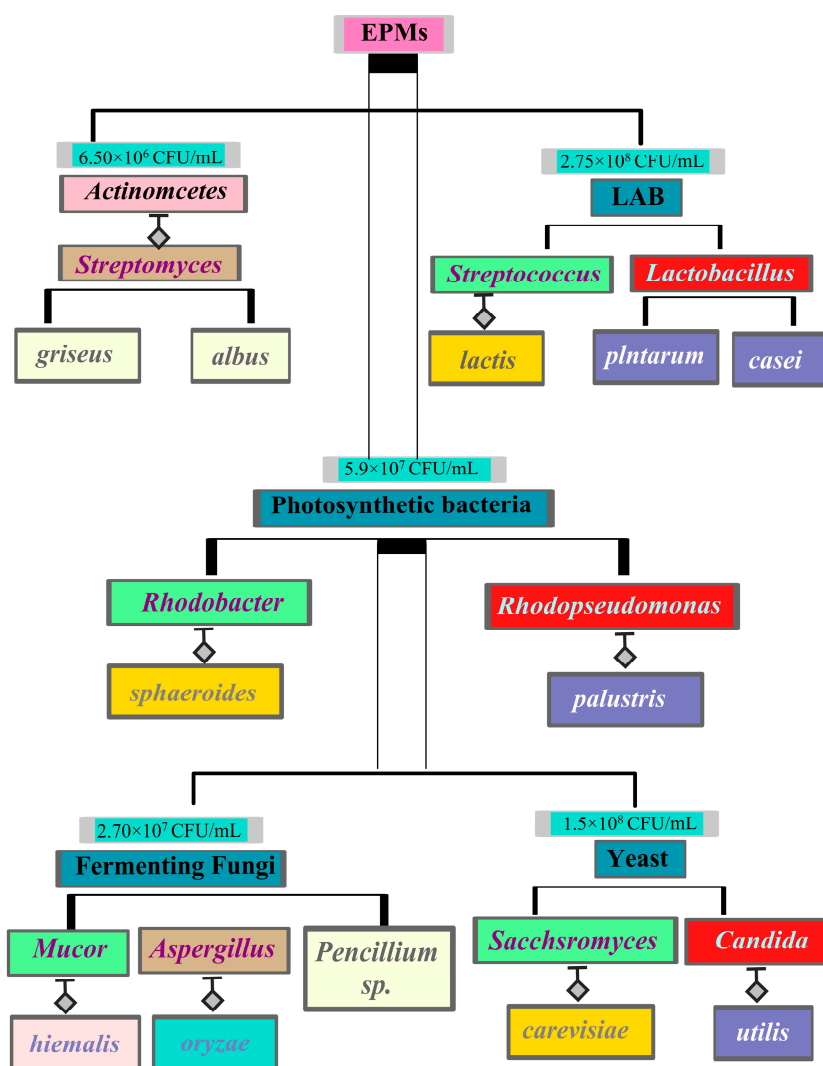 EPMs
6.50×10⁶ CFU/mL
2.75×10⁸ CFU/mL
Actinomcetes
LAB
Streptomyces
Streptococcus
Lactobacillus
griseus
albus
lactis
plntarum
casei
5.9×10⁷ CFU/mL
Photosynthetic bacteria
Rhodobacter
Rhodopseudomonas
sphaeroides
palustris
2.70×10⁷ CFU/mL
1.5×10⁸ CFU/mL
Fermenting Fungi
Yeast
Mucor
Aspergillus
Pencillium
sp.
Sacchsromyces
Candida
hiemalis
oryzae
carevisiae
utilis